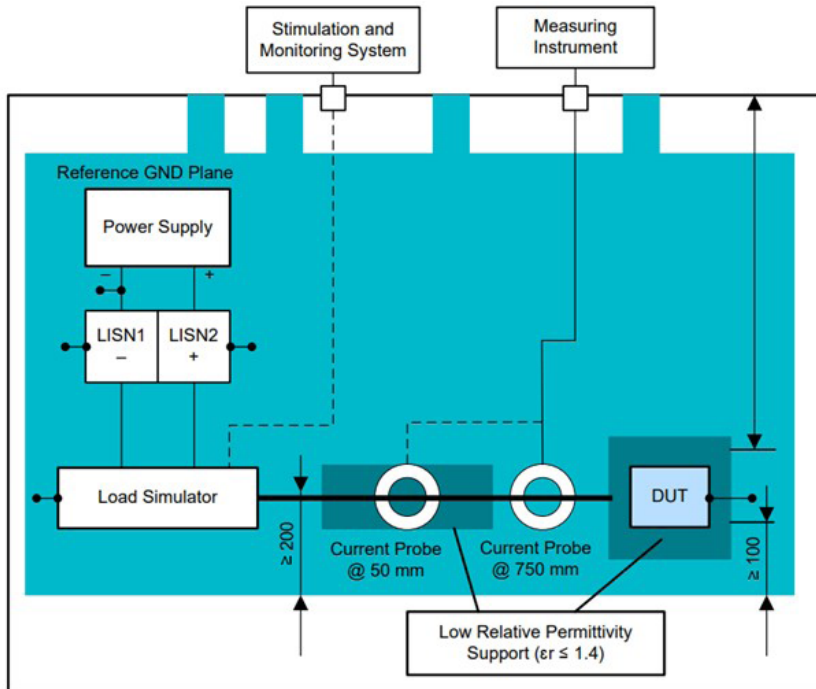 Stimulation and
Monitoring System
Measuring
Instrument
Reference GND Plane
Power Supply
–
+
LISN1
–
LISN2
+
Load Simulator
DUT
≥ 200
Current Probe
@ 50 mm
Current Probe
@ 750 mm
≥ 100
Low Relative Permittivity
Support (εr ≤ 1.4)